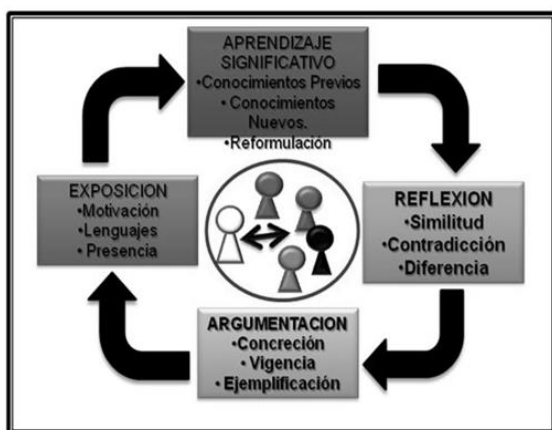 APRENDIZAJE
SIGNIFICATIVO
•Conocimientos Previos
• Conocimientos
Nuevos.
•Reformulación
REFLEXION
•Similitud
•Contradicción
•Diferencia
ARGUMENTACION
• Concreción
• Vigencia
• Ejemplificación
EXPOSICION
•Motivación
•Lenguajes
• Presencia